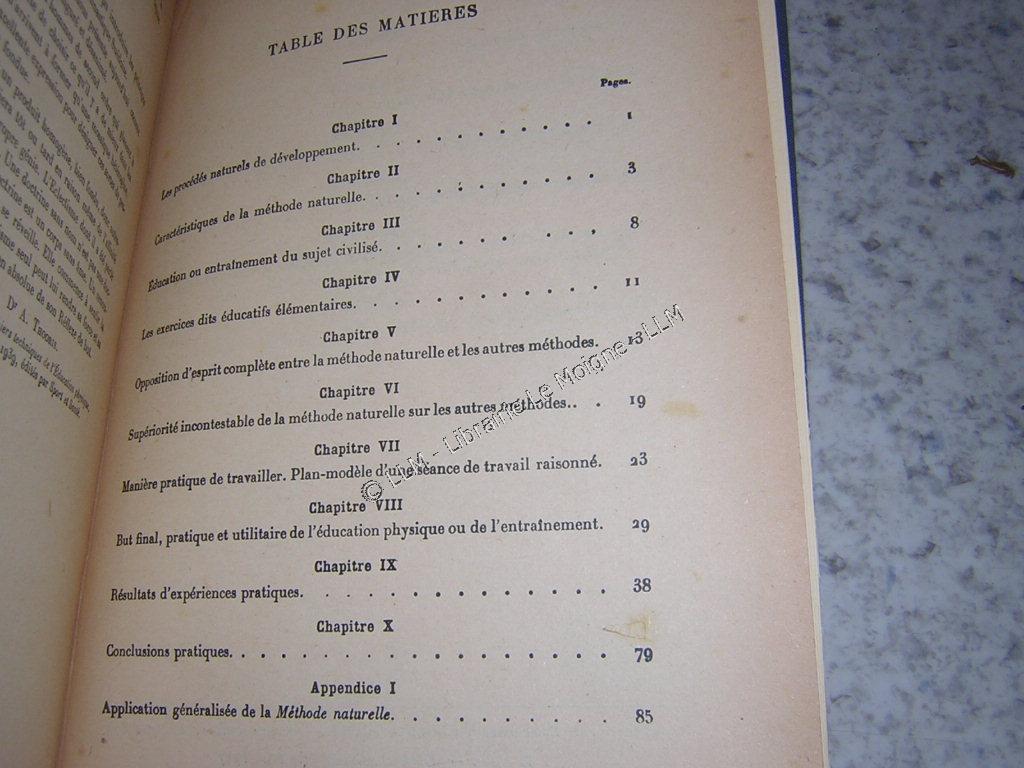 TABLE DES MATIERES
Pages.
Chapitre I
Les procédés naturels de développement. . . . . . . . . . 1
Chapitre II
Caractéristiques de la méthode naturelle. . . . . . . . . . 3
Chapitre III
Education ou entraînement du sujet civilisé. . . . . . . . . . 8
Chapitre IV
Les exercices dits éducatifs élémentaires. . . . . . . . . . . 11
Chapitre V
Opposition d'esprit complète entre la méthode naturelle et les autres méthodes. 13
Chapitre VI
Supériorité incontestable de la méthode naturelle sur les autres méthodes. . . 19
Chapitre VII
Manière pratique de travailler. Plan-modèle d'une séance de travail raisonné. 23
Chapitre VIII
But final, pratique et utilitaire de l'éducation physique ou de l'entraînement. 29
Chapitre IX
Résultats d'expériences pratiques. . . . . . . . . . . . . 38
Chapitre X
Conclusions pratiques. . . . . . . . . . . . . . . . . 79
Appendice I
Application généralisée de la Méthode naturelle. . . . . . . . . . 85
© LLM - Librairie Le Moigne - LLM